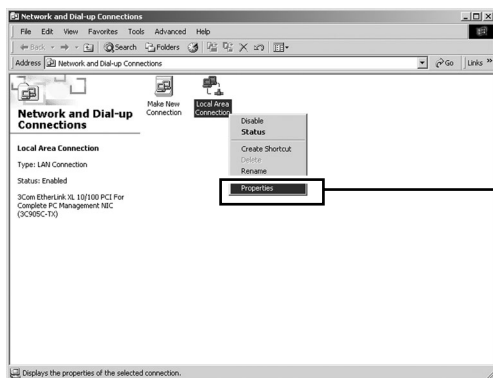 Network and Dial-up Connections
File Edit View Favorites Tools Advanced Help
Back Search Folders
Address Network and Dial-up Connections Go Links »
Network and Dial-up
Connections
Local Area Connection
Type: LAN Connection
Status: Enabled
3Com EtherLink XL 10/100 PCI For
Complete PC Management NIC
(3C905C-TX)
Make New
Connection
Local Area
Connection
Disable
Status
Create Shortcut
Delete
Rename
Properties
Displays the properties of the selected connection.